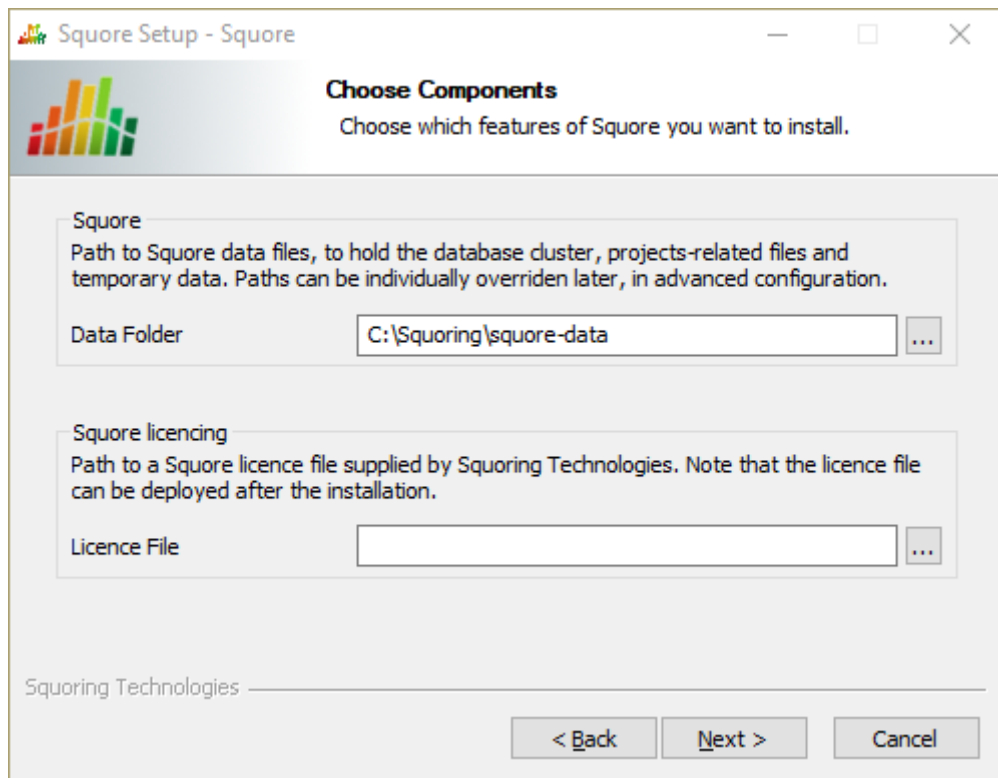 Squore Setup - Squore
Choose Components
Choose which features of Squore you want to install.
Squore
Path to Squore data files, to hold the database cluster, projects-related files and
temporary data. Paths can be individually overriden later, in advanced configuration.
Data Folder C:\Squoring\squore-data ...
Squore licencing
Path to a Squore licence file supplied by Squoring Technologies. Note that the licence file
can be deployed after the installation.
Licence File ...
Squoring Technologies
< Back Next > Cancel